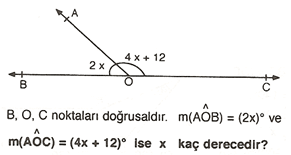 A
2 x
4 x + 12
B
O
C
B, O, C noktaları doğrusaldır. m(AÔB) = (2x)° ve
m(AÔC) = (4x + 12)° ise x kaç derecedir?